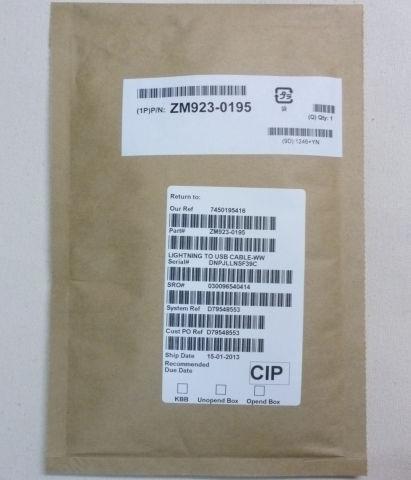 (1P)P/N: ZM923-0195
(Q) Qty: 1
(9D) 1246+YN
Return to:
Our Ref 7450195416
Part# ZM923-0195
LIGHTNING TO USB CABLE-WW
Serial# DNPJLLNSF39C
SRO# 030096540414
System Ref D79548553
Cust PO Ref D79548553
Ship Date 15-01-2013
Recommended
Due Date
CIP
KBB Unopend Box Opend Box